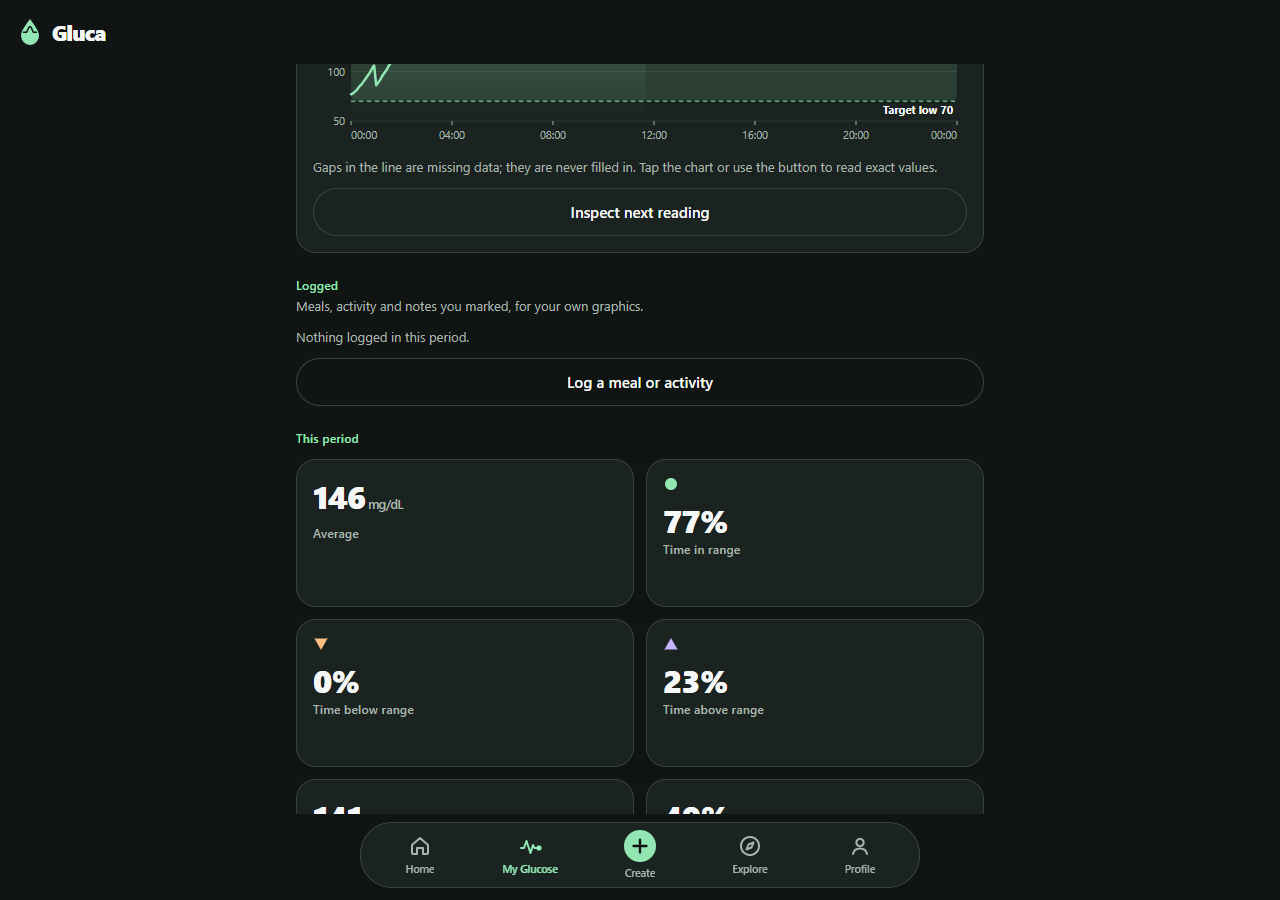 Gluca
100
Target low 70
50
00:00 04:00 08:00 12:00 16:00 20:00 00:00
Gaps in the line are missing data; they are never filled in. Tap the chart or use the button to read exact values.
Inspect next reading
Logged
Meals, activity and notes you marked, for your own graphics.
Nothing logged in this period.
Log a meal or activity
This period
146 mg/dL
Average
77%
Time in range
0%
Time below range
23%
Time above range
Home
My Glucose
Create
Explore
Profile